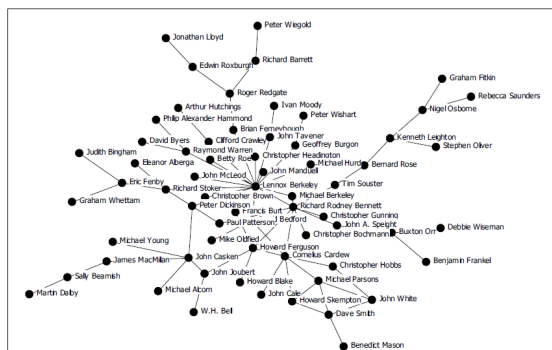 Peter Wiegold
Jonathan Lloyd
Edwin Roxburgh
Richard Barrett
Graham Fitkin
Roger Redgate
Rebecca Saunders
Arthur Hutchings
Ivan Moody
Nigel Osborne
Philip Alexander Hammond
Peter Wishart
Brian Ferneyhough
John Tavener
Kenneth Leighton
David Byers
Clifford Crawley
Geoffrey Burgon
Stephen Oliver
Judith Bingham
Raymond Warren
Christopher Headington
Eleanor Alberga
Betty Roe
Michael Hurd
Bernard Rose
John McLeod
John Manduell
Eric Fenby
Richard Stoker
Lennox Berkeley
Tim Souster
Christopher Brown
Michael Berkeley
Graham Whettam
Peter Dickinson
Francis Burt
Richard Rodney Bennett
Christopher Gunning
Paul Patterson
Bedford
John A. Speight
Debbie Wiseman
Christopher Bochmann
Buxton Orr
Michael Young
Mike Oldfield
Howard Ferguson
James MacMillan
John Casken
Cornelius Cardew
Benjamin Frankel
Christopher Hobbs
Sally Beamish
John Joubert
Michael Parsons
Howard Blake
Martin Dalby
Michael Alcorn
John Cale
Howard Skempton
John White
W.H. Bell
Dave Smith
Benedict Mason